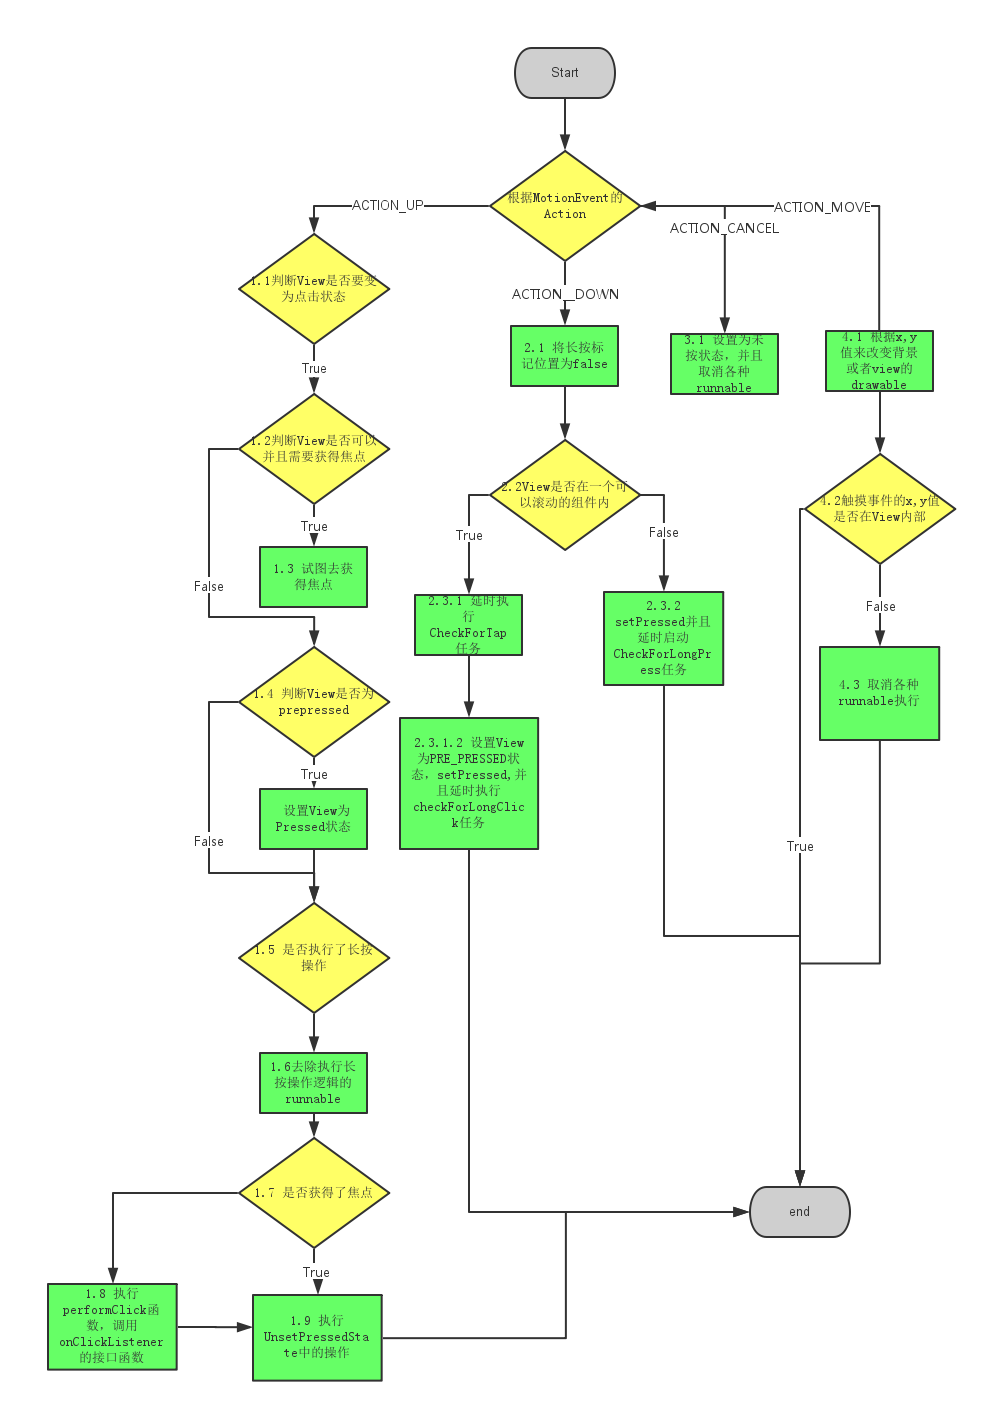 Start
根据MotionEvent的
Action
ACTION_UP
ACTION_MOVE
ACTION_CANCEL
ACTION__DOWN
1.1判断View是否要变
为点击状态
True
2.1 将长按标
记位置为false
3.1 设置为未
按状态，并且
取消各种
runnable
4.1 根据x,y
值来改变背景
或者view的
drawable
1.2判断View是否可以
并且需要获得焦点
True
False
1.3 试图去获
得焦点
2.2View是否在一个可
以滚动的组件内
True
False
4.2触摸事件的x,y值
是否在View内部
False
True
2.3.1 延时执
行
CheckForTap
任务
2.3.2
setPressed并且
延时启动
CheckForLongPr
ess任务
4.3 取消各种
runnable执行
1.4 判断View是否为
prepressed
True
False
设置View为
Pressed状态
2.3.1.2 设置View
为PRE_PRESSED状
态，setPressed,并
且延时执行
checkForLongClic
k任务
1.5 是否执行了长按
操作
1.6去除执行长
按操作逻辑的
runnable
1.7 是否获得了焦点
True
end
1.8 执行
performClick函
数，调用
onClickListener
的接口函数
1.9 执行
UnsetPressedSta
te中的操作